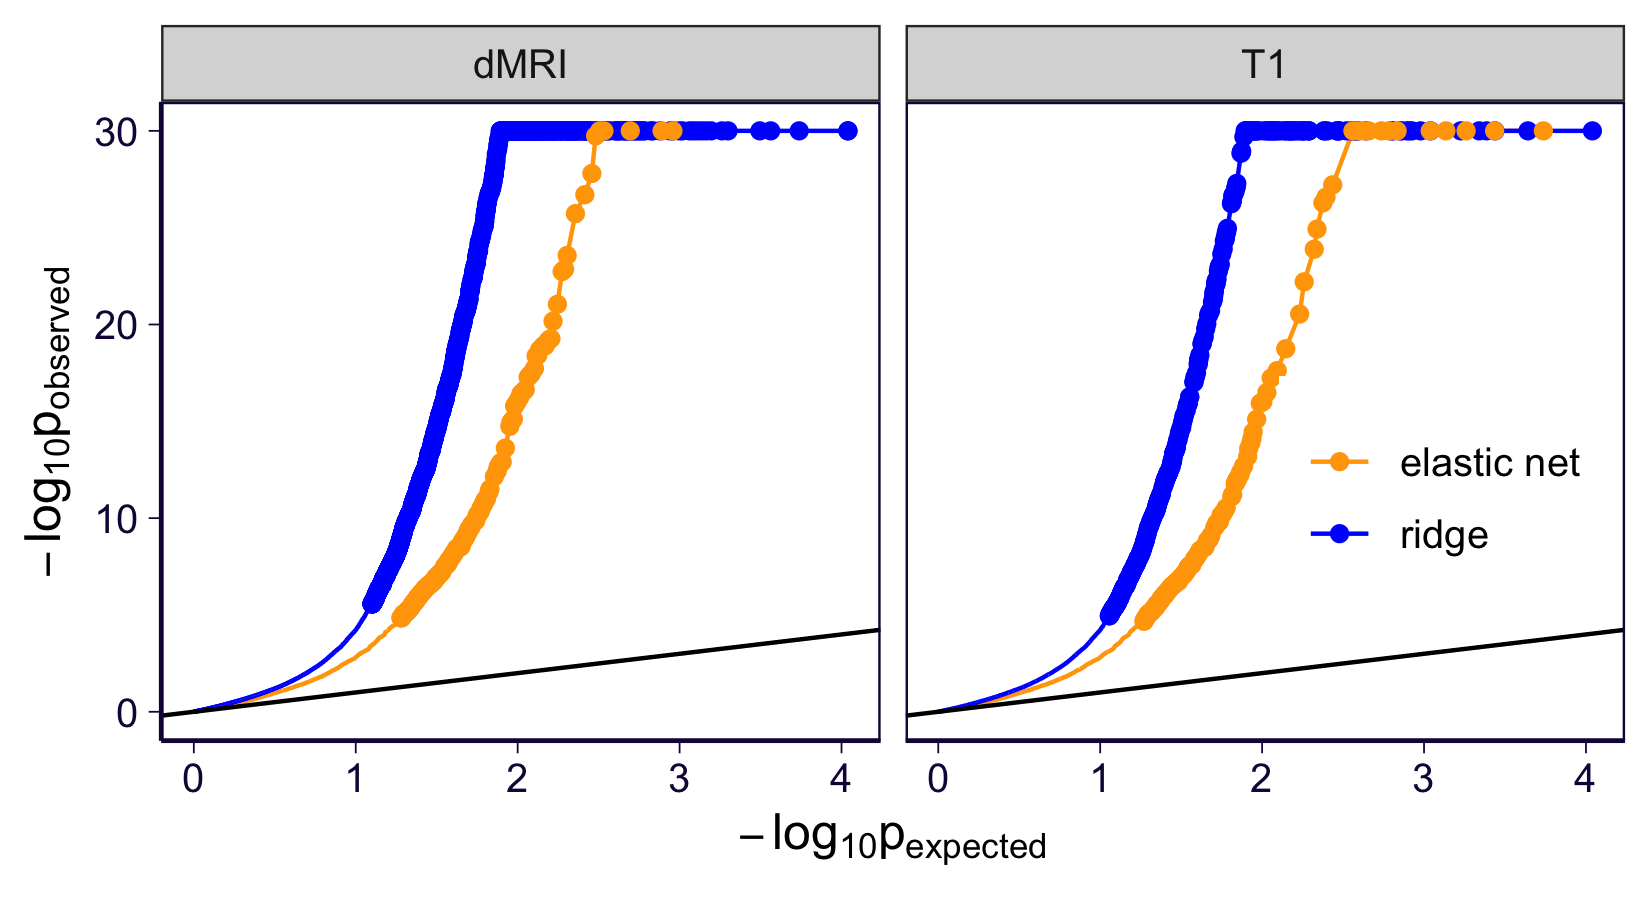 dMRI
T1
30
20
10
0
−log10pobserved
elastic net
ridge
0 1 2 3 4
0 1 2 3 4
−log10pexpected